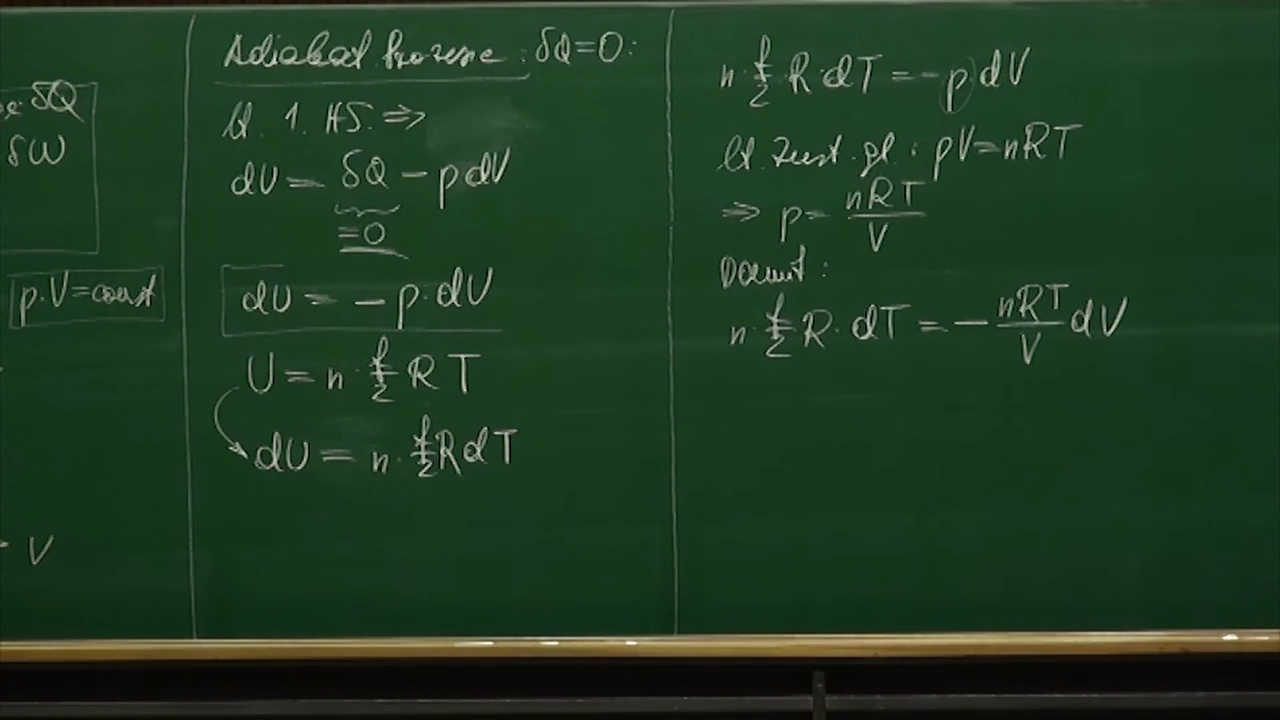 δQ
δW
p·V=const
V
Adiabat. Prozesse: δQ=0:
lt. 1. HS. ⇒
dU = δQ − p dV
=0
dU = − p·dV
U = n · f/2 R T
dU = n · f/2 R dT
n · f/2 R·dT = − p dV
lt. Zust. gl.: pV=nRT
⇒ p = nRT/V
Damit:
n · f/2 R · dT = − nRT/V dV